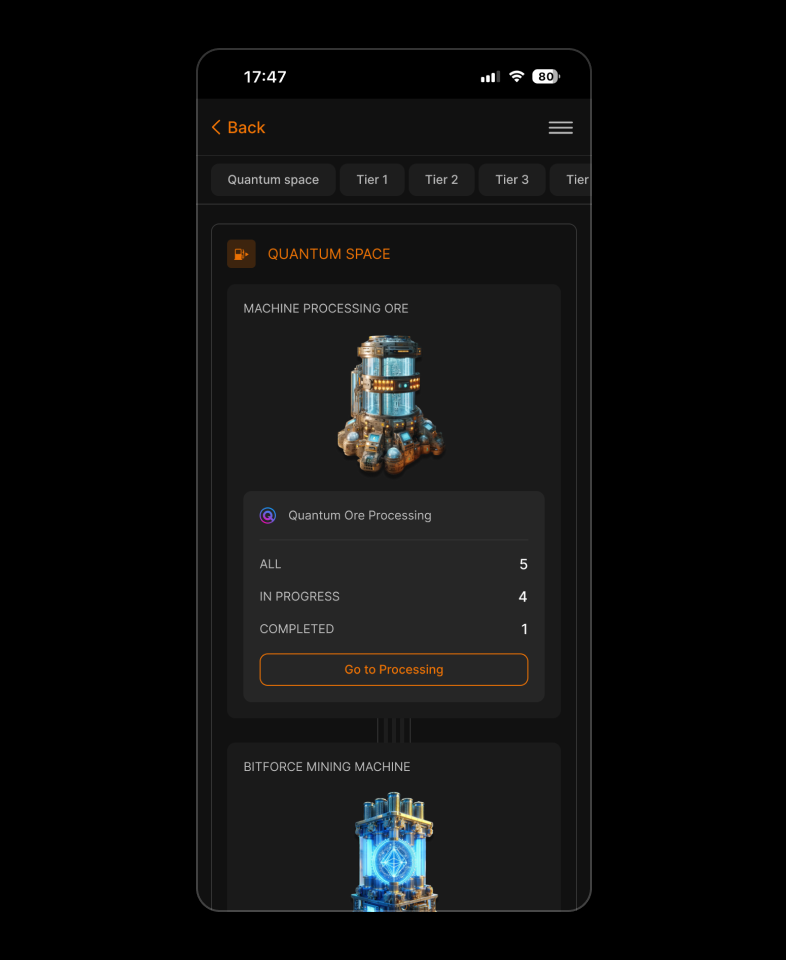 17:47
80
Back
Quantum space
Tier 1
Tier 2
Tier 3
Tier
QUANTUM SPACE
MACHINE PROCESSING ORE
Quantum Ore Processing
ALL 5
IN PROGRESS 4
COMPLETED 1
Go to Processing
BITFORCE MINING MACHINE